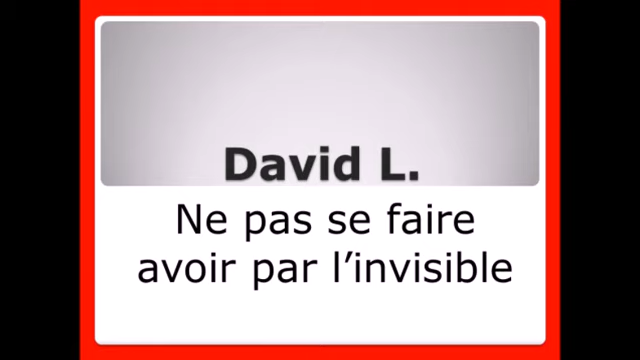 David L.
Ne pas se faire
avoir par l’invisible